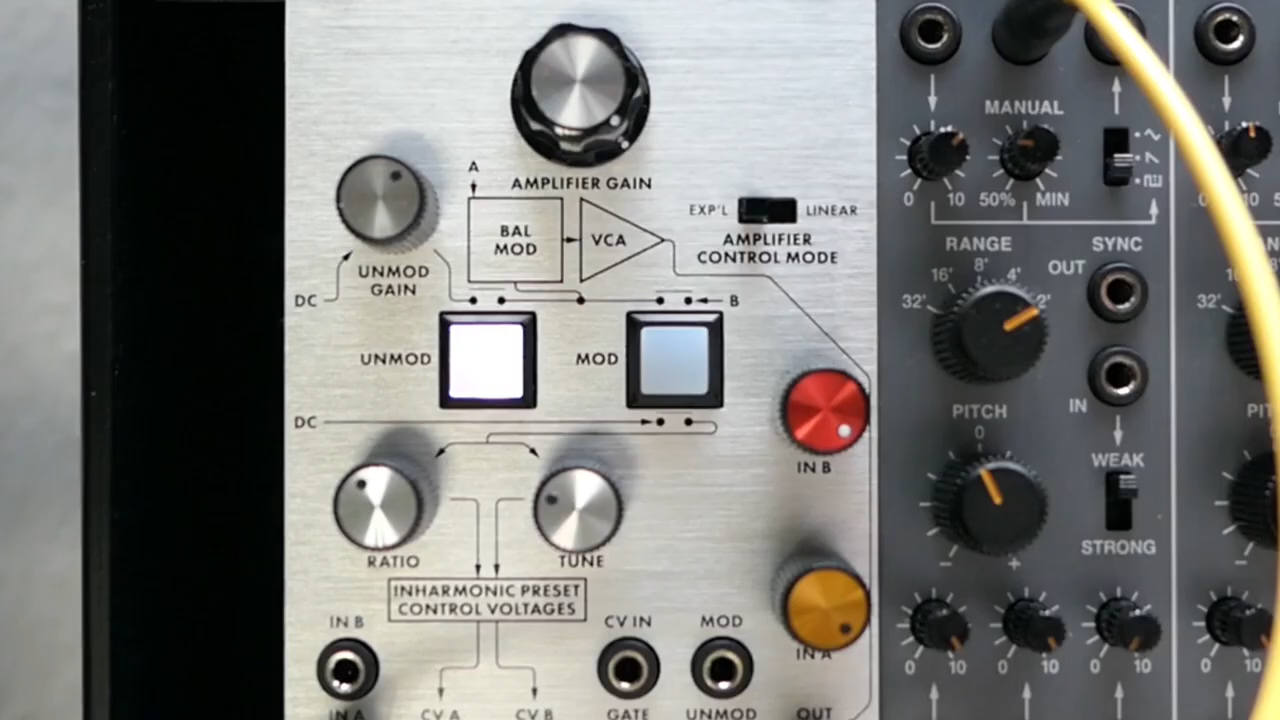 A
AMPLIFIER GAIN
BAL
MOD
VCA
EXP'L
LINEAR
AMPLIFIER
CONTROL MODE
UNMOD
GAIN
DC
B
UNMOD
MOD
DC
IN B
RATIO
TUNE
INHARMONIC PRESET
CONTROL VOLTAGES
IN B
CV IN
MOD
IN A
IN A
CV A
CV B
GATE
UNMOD
OUT
MANUAL
0
10
50%
MIN
RANGE
SYNC
8'
OUT
16'
4'
32'
2'
IN
PITCH
0
WEAK
-
+
STRONG
0
10
0
10
0
10
32'
0
10